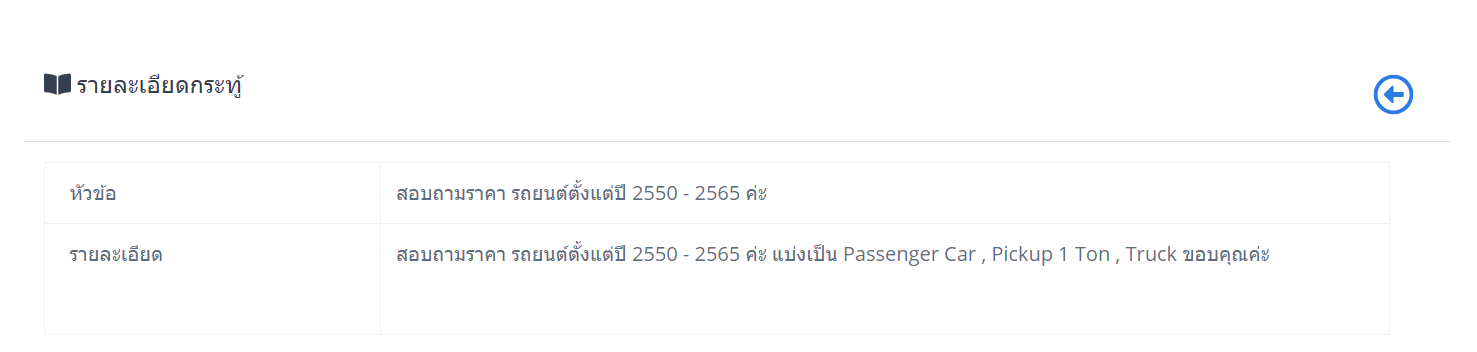 รายละเอียดกระทู้
หัวข้อ
สอบถามราคา รถยนต์ตั้งแต่ปี 2550 - 2565 ค่ะ
รายละเอียด
สอบถามราคา รถยนต์ตั้งแต่ปี 2550 - 2565 ค่ะ แบ่งเป็น Passenger Car , Pickup 1 Ton , Truck ขอบคุณค่ะ